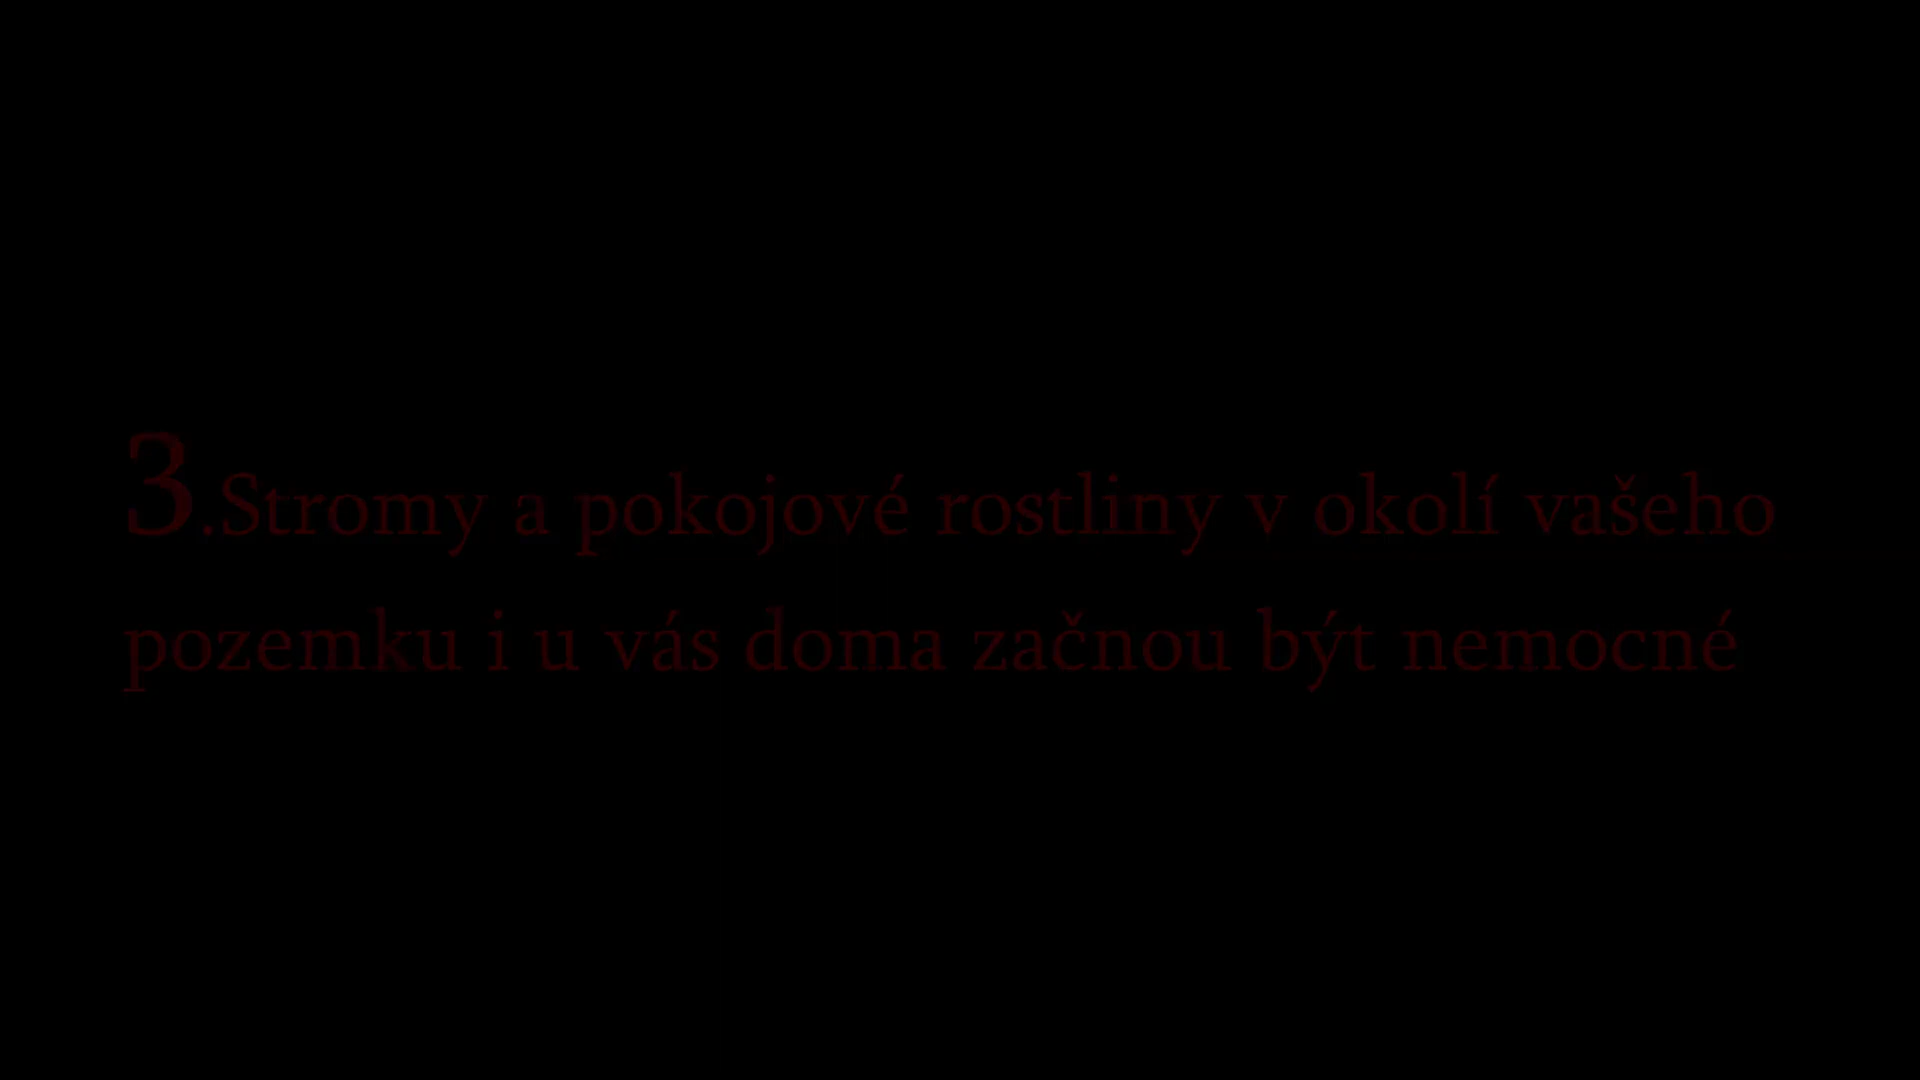 3.Stromy a pokojové rostliny v okolí vašeho
pozemku i u vás doma začnou být nemocné